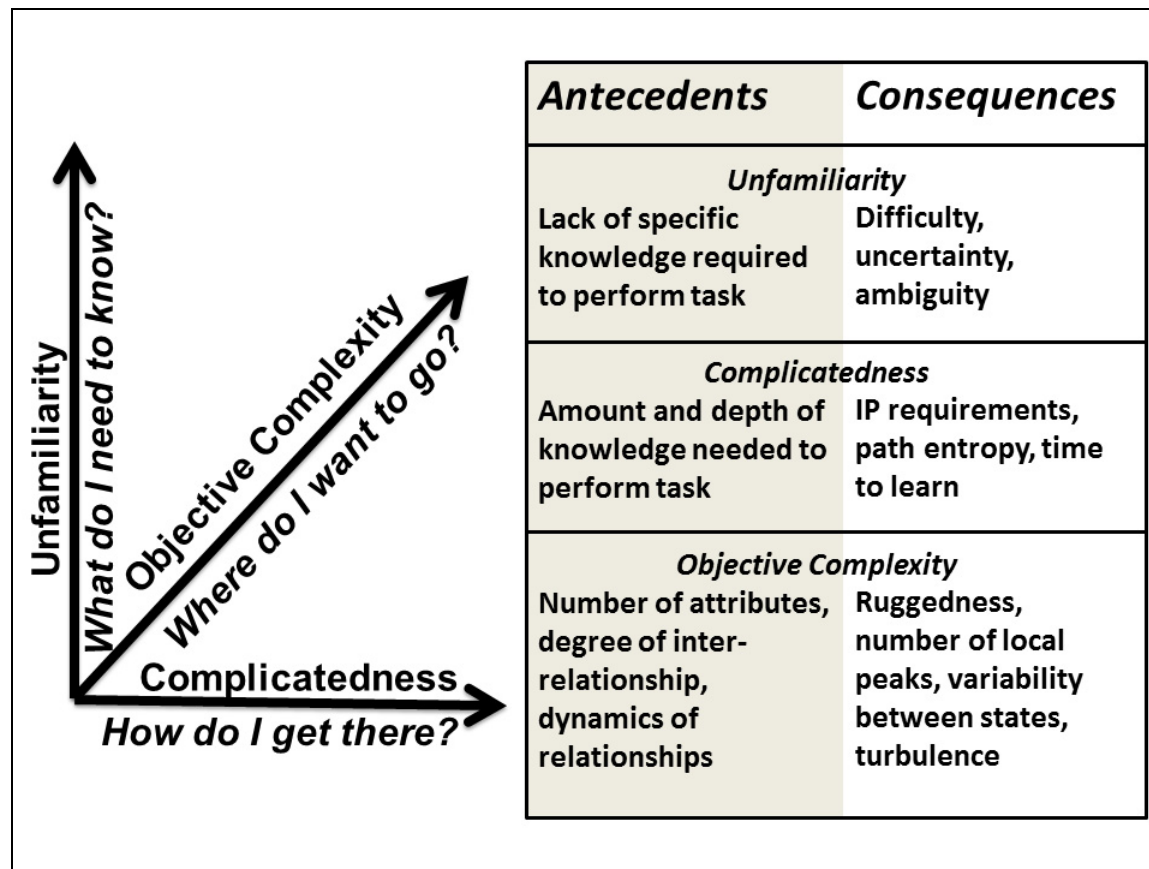 Unfamiliarity
What do I need to know?
Objective Complexity
Where do I want to go?
Complicatedness
How do I get there?
Antecedents Consequences
Unfamiliarity
Lack of specific
knowledge required
to perform task
Difficulty,
uncertainty,
ambiguity
Complicatedness
Amount and depth of
knowledge needed to
perform task
IP requirements,
path entropy, time
to learn
Objective Complexity
Number of attributes,
degree of inter-
relationship,
dynamics of
relationships
Ruggedness,
number of local
peaks, variability
between states,
turbulence